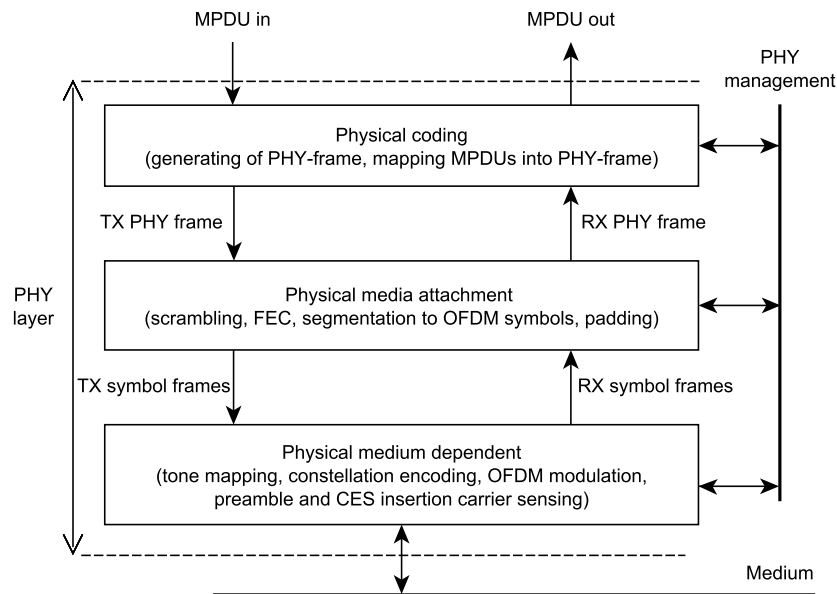 MPDU in
MPDU out
PHY
management
Physical coding
(generating of PHY-frame, mapping MPDUs into PHY-frame)
TX PHY frame
RX PHY frame
PHY
layer
Physical media attachment
(scrambling, FEC, segmentation to OFDM symbols, padding)
TX symbol frames
RX symbol frames
Physical medium dependent
(tone mapping, constellation encoding, OFDM modulation,
preamble and CES insertion carrier sensing)
Medium